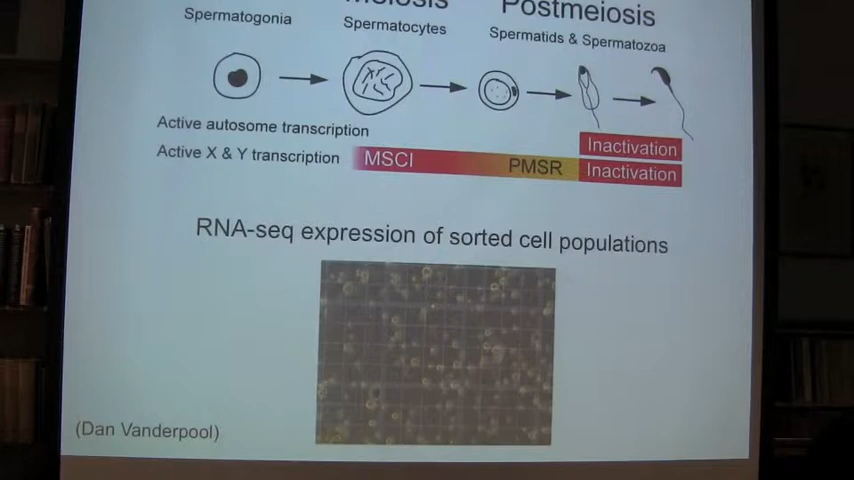 Meiosis
Postmeiosis
Spermatogonia
Spermatocytes
Spermatids & Spermatozoa
Active autosome transcription
Inactivation
Active X & Y transcription
MSCI
PMSR
Inactivation
RNA-seq expression of sorted cell populations
(Dan Vanderpool)